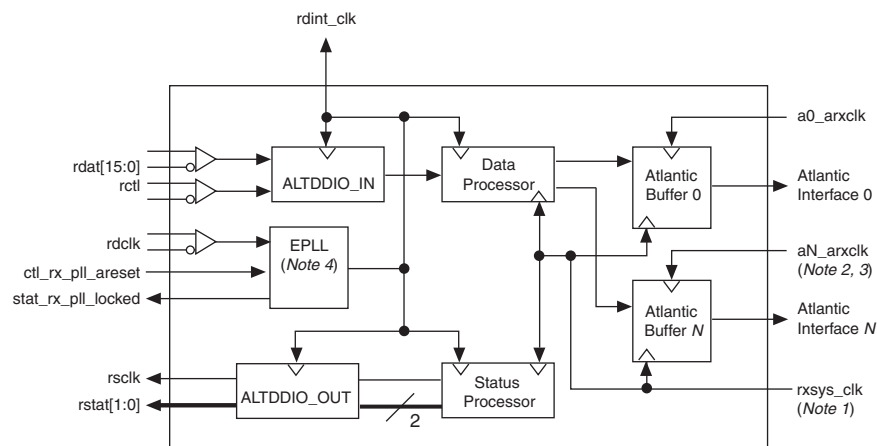 rdint_clk
a0_arxclk
rdat[15:0]
rctl
ALTDDIO_IN
Data
Processor
Atlantic
Buffer 0
Atlantic
Interface 0
rdclk
EPLL
(Note 4)
ctl_rx_pll_areset
stat_rx_pll_locked
aN_arxclk
(Note 2, 3)
Atlantic
Buffer N
Atlantic
Interface N
rsclk
rstat[1:0]
ALTDDIO_OUT
2
Status
Processor
rxsys_clk
(Note 1)